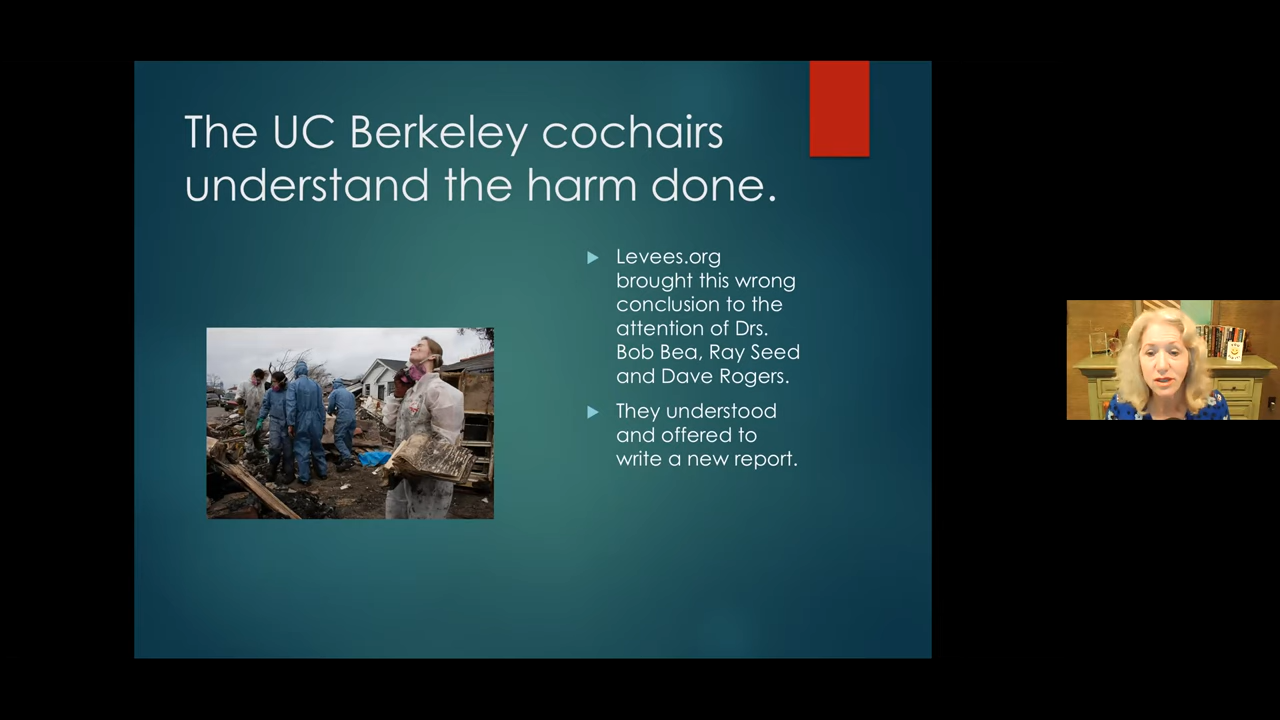 The UC Berkeley cochairs
understand the harm done.
Levees.org
brought this wrong
conclusion to the
attention of Drs.
Bob Bea, Ray Seed
and Dave Rogers.
They understood
and offered to
write a new report.